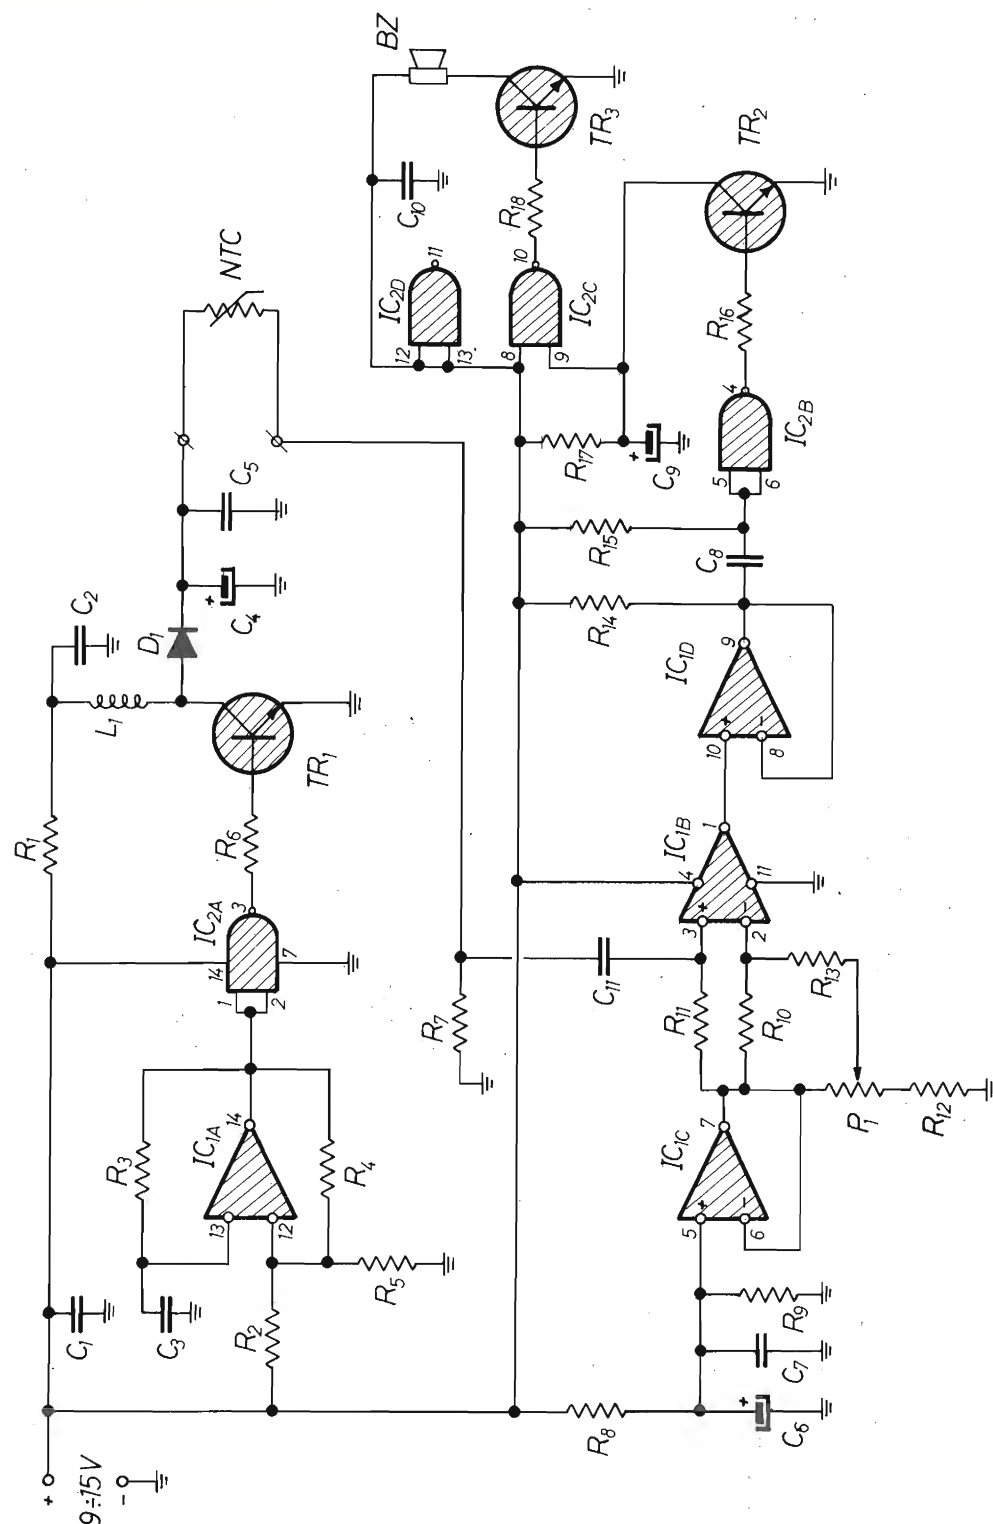 +
9÷15V
−
C1
R1
C2
L1
D1
C4
+
C5
NTC
R3
C3
IC1A
13
12
14
R4
R2
R5
IC2A
1
2
14
3
7
R6
TR1
R7
BZ
C10
IC2D
12
13
11
IC2C
8
9
10
R18
TR3
R17
+
C9
R15
R14
C8
IC2B
5
6
4
R16
TR2
IC1D
+
−
10
8
9
IC1B
+
−
3
2
4
11
1
C11
R11
R10
R13
IC1C
+
−
5
6
7
P1
R12
R8
R9
C7
+
C6